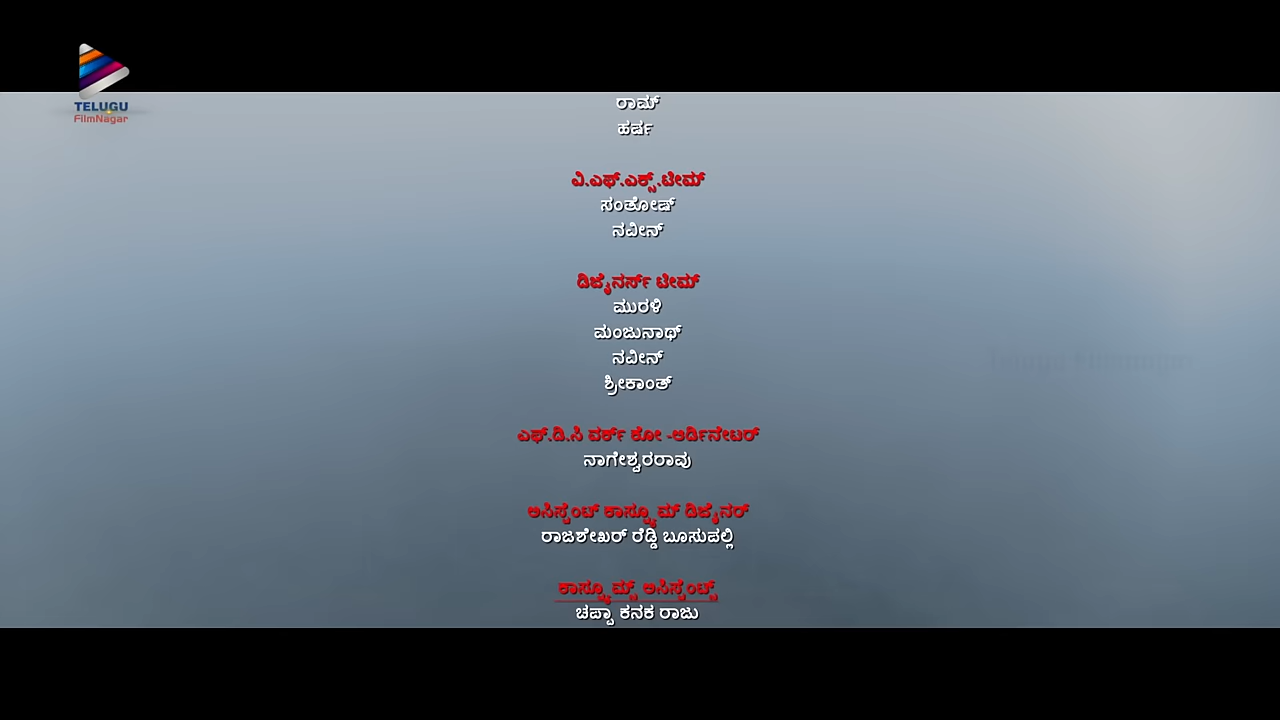 TELUGU
FilmNagar
ರಾಮ್
ಹರ್ಷ
ವಿ.ಎಫ್.ಎಕ್ಸ್.ಟೀಮ್
ಸಂತೋಷ್
ನವೀನ್
ಡಿಜೈನರ್ಸ್ ಟೀಮ್
ಮುರಳಿ
ಮಂಜುನಾಥ್
ನವೀನ್
ಶ್ರೀಕಾಂತ್
ಎಫ್.ಡಿ.ಸಿ ವರ್ಕ್ ಕೋ -ಆರ್ಡಿನೇಟರ್
ನಾಗೇಶ್ವರರಾವು
ಅಸಿಸ್ಟೆಂಟ್ ಕಾಸ್ಟ್ಯೂಮ್ ಡಿಜೈನರ್
ರಾಜಶೇಖರ್ ರೆಡ್ಡಿ ಬೂಸುಪಲ್ಲಿ
ಕಾಸ್ಟ್ಯೂಮ್ಸ್ ಅಸಿಸ್ಟೆಂಟ್ಸ್
ಚಪ್ಪಾ ಕನಕ ರಾಜು